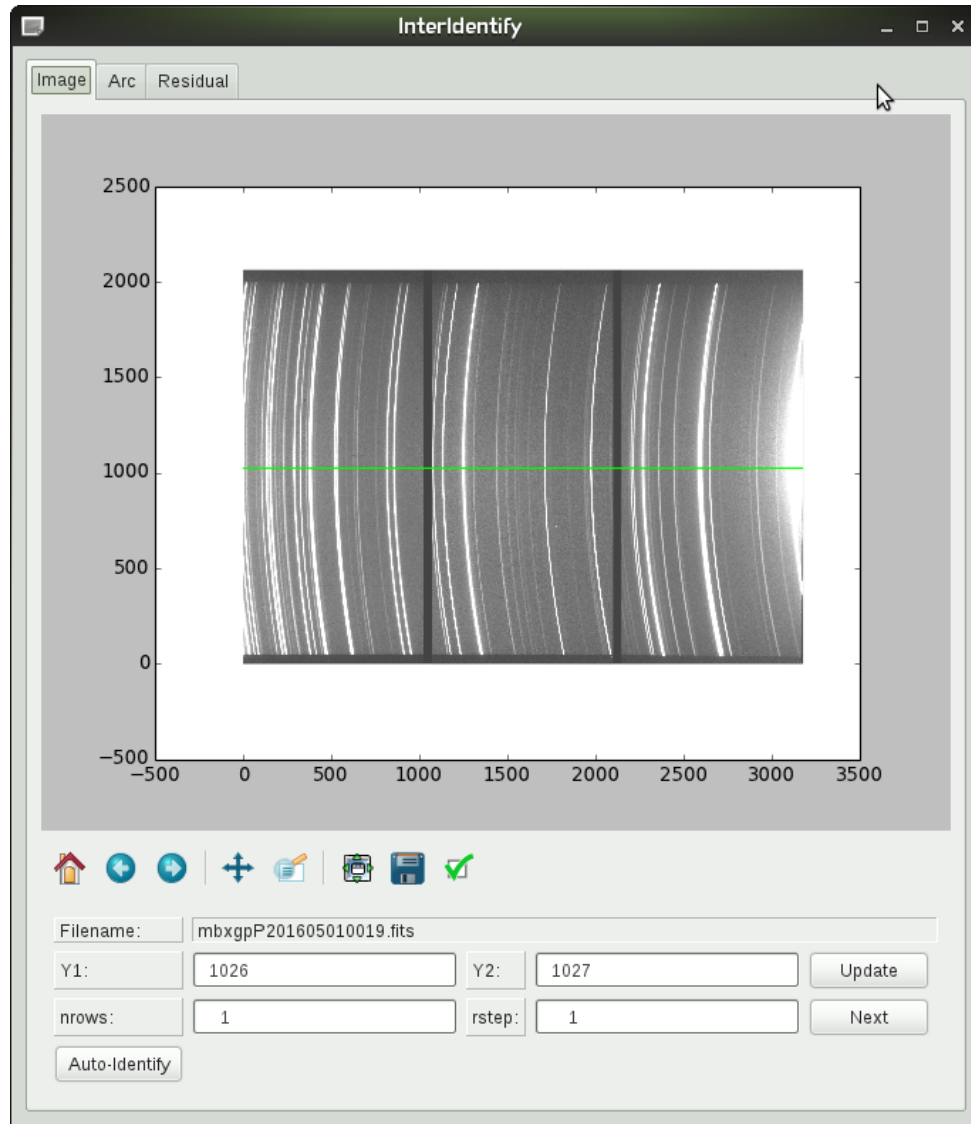 InterIdentify
Image Arc Residual
2500
2000
1500
1000
500
0
−500
−500 0 500 1000 1500 2000 2500 3000 3500
Filename: mbxgpP201605010019.fits
Y1: 1026 Y2: 1027 Update
nrows: 1 rstep: 1 Next
Auto-Identify